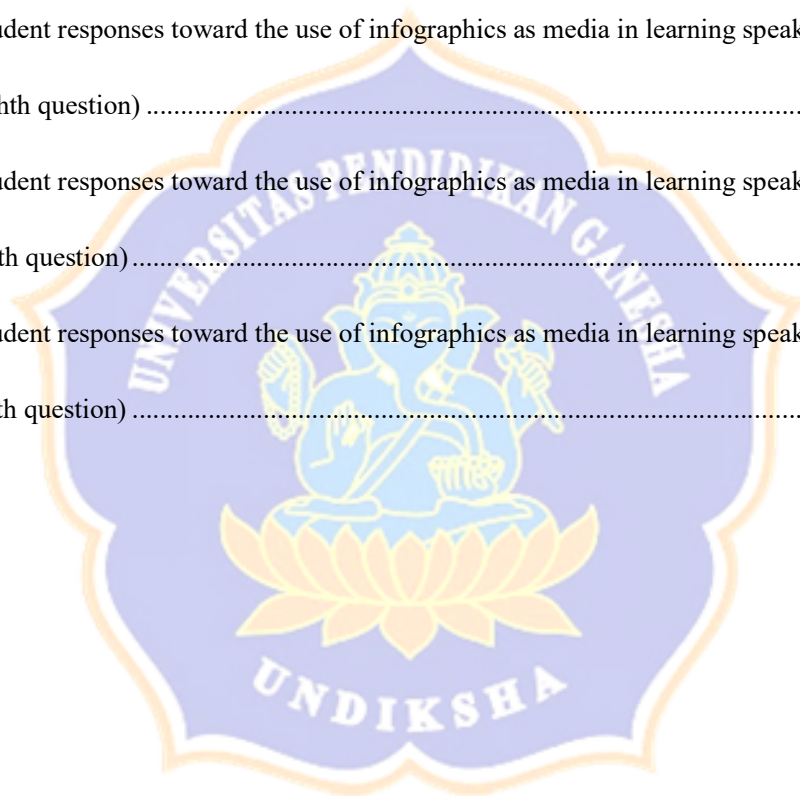 udent responses toward the use of infographics as media in learning speak
hth question) ....................................................................................................
udent responses toward the use of infographics as media in learning speak
th question) ......................................................................................................
udent responses toward the use of infographics as media in learning speak
th question) ......................................................................................................
UNIVERSITAS PENDIDIKAN GANESHA
UNDIKSHA